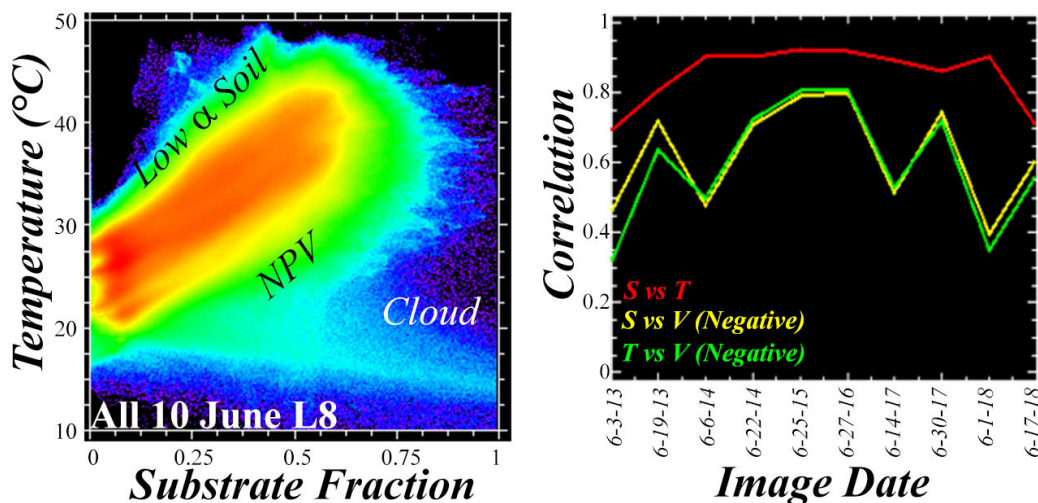 Temperature (°C)
50
40
30
20
10
Low α Soil
NPV
Cloud
All 10 June L8
0
0.25
0.5
0.75
1
Substrate Fraction
Correlation
1
0.8
0.6
0.4
0.2
0
S vs T
S vs V (Negative)
T vs V (Negative)
6-3-13
6-19-13
6-6-14
6-22-14
6-25-15
6-27-16
6-14-17
6-30-17
6-1-18
6-17-18
Image Date